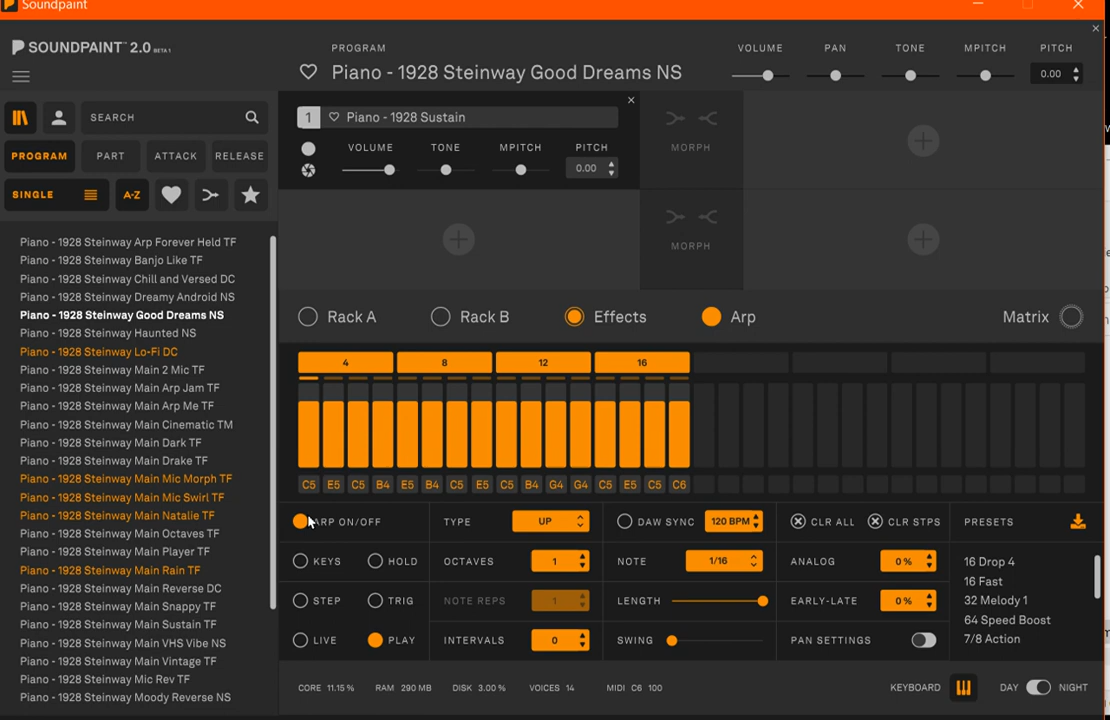 Soundpaint
SOUNDPAINT™ 2.0 BETA 1
PROGRAM
Piano - 1928 Steinway Good Dreams NS
VOLUME PAN TONE MPITCH PITCH
0.00
SEARCH
PROGRAM PART ATTACK RELEASE
SINGLE A-Z
1 Piano - 1928 Sustain
VOLUME TONE MPITCH PITCH
0.00
MORPH
MORPH
Piano - 1928 Steinway Arp Forever Held TF
Piano - 1928 Steinway Banjo Like TF
Piano - 1928 Steinway Chill and Versed DC
Piano - 1928 Steinway Dreamy Android NS
Piano - 1928 Steinway Good Dreams NS
Piano - 1928 Steinway Haunted NS
Piano - 1928 Steinway Lo-Fi DC
Piano - 1928 Steinway Main 2 Mic TF
Piano - 1928 Steinway Main Arp Jam TF
Piano - 1928 Steinway Main Arp Me TF
Piano - 1928 Steinway Main Cinematic TM
Piano - 1928 Steinway Main Dark TF
Piano - 1928 Steinway Main Drake TF
Piano - 1928 Steinway Main Mic Morph TF
Piano - 1928 Steinway Main Mic Swirl TF
Piano - 1928 Steinway Main Natalie TF
Piano - 1928 Steinway Main Octaves TF
Piano - 1928 Steinway Main Player TF
Piano - 1928 Steinway Main Rain TF
Piano - 1928 Steinway Main Reverse DC
Piano - 1928 Steinway Main Snappy TF
Piano - 1928 Steinway Main Sustain TF
Piano - 1928 Steinway Main VHS Vibe NS
Piano - 1928 Steinway Main Vintage TF
Piano - 1928 Steinway Mic Rev TF
Piano - 1928 Steinway Moody Reverse NS
Rack A Rack B Effects Arp Matrix
4 8 12 16
C5 E5 C5 B4 E5 B4 C5 E5 C5 B4 G4 G4 C5 E5 C5 C6
ARP ON/OFF TYPE UP DAW SYNC 120 BPM CLR ALL CLR STPS PRESETS
KEYS HOLD OCTAVES 1 NOTE 1/16 ANALOG 0 %
STEP TRIG NOTE REPS 1 LENGTH EARLY-LATE 0 %
LIVE PLAY INTERVALS 0 SWING PAN SETTINGS
16 Drop 4
16 Fast
32 Melody 1
64 Speed Boost
7/8 Action
CORE 11.15 % RAM 290 MB DISK 3.00 % VOICES 14 MIDI C6 100 KEYBOARD DAY NIGHT